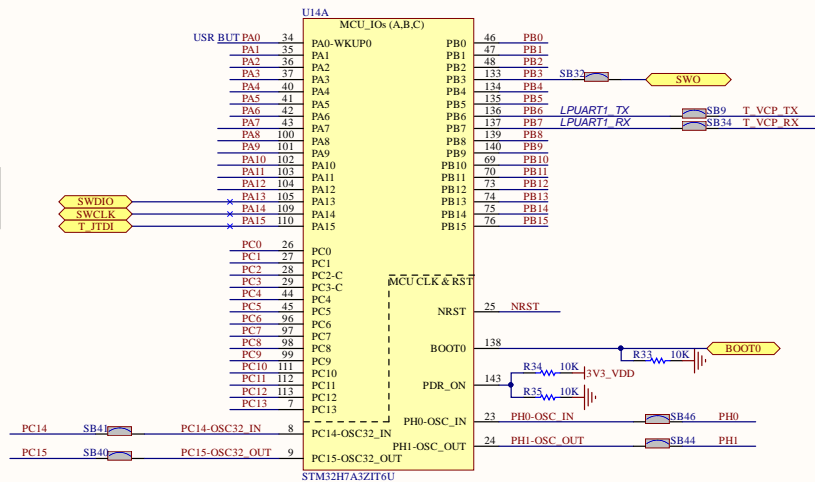 U14A
MCU_IOs (A,B,C)
USR BUT PA0 34 PA0-WKUP0 PB0 46 PB0
PA1 35 PA1 PB1 47 PB1
PA2 36 PA2 PB2 48 PB2
PA3 37 PA3 PB3 133 PB3 SB32 SWO
PA4 40 PA4 PB4 134 PB4
PA5 41 PA5 PB5 135 PB5
PA6 42 PA6 PB6 136 PB6 LPUART1_TX SB9 T_VCP_TX
PA7 43 PA7 PB7 137 PB7 LPUART1_RX SB34 T_VCP_RX
PA8 100 PA8 PB8 139 PB8
PA9 101 PA9 PB9 140 PB9
PA10 102 PA10 PB10 69 PB10
PA11 103 PA11 PB11 70 PB11
PA12 104 PA12 PB12 73 PB12
SWDIO PA13 105 PA13 PB13 74 PB13
SWCLK PA14 109 PA14 PB14 75 PB14
T_JTDI PA15 110 PA15 PB15 76 PB15
PC0 26 PC0
PC1 27 PC1
PC2 28 PC2-C MCU CLK & RST
PC3 29 PC3-C
PC4 44 PC4
PC5 45 PC5 NRST 25 NRST
PC6 96 PC6
PC7 97 PC7
PC8 98 PC8 BOOT0 138 BOOT0
PC9 99 PC9 R33 10K
PC10 111 PC10 R34 10K 3V3_VDD
PC11 112 PC11 PDR_ON 143
PC12 113 PC12 R35 10K
PC13 7 PC13
PH0-OSC_IN 23 PH0-OSC_IN SB46 PH0
PC14 SB41 PC14-OSC32_IN 8 PC14-OSC32_IN
PH1-OSC_OUT 24 PH1-OSC_OUT SB44 PH1
PC15 SB40 PC15-OSC32_OUT 9 PC15-OSC32_OUT
STM32H7A3ZIT6U